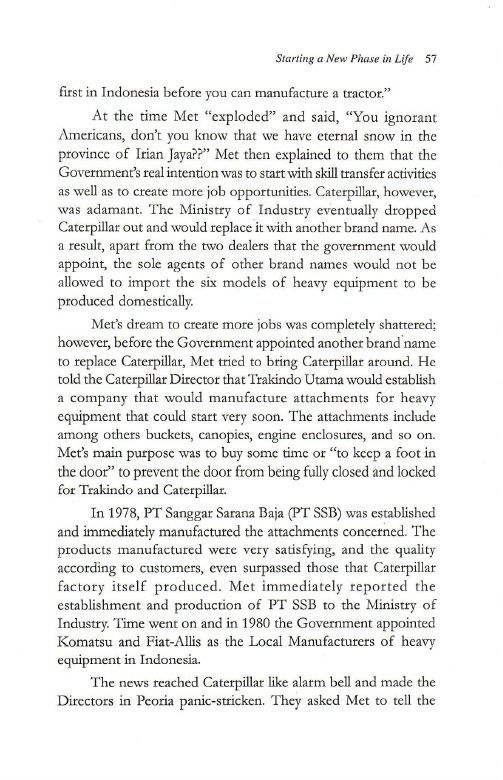 Starting a New Phase in Life 57
first in Indonesia before you can manufacture a tractor.”
At the time Met “exploded” and said, “You ignorant
Americans, don’t you know that we have eternal snow in the
province of Irian Jaya??” Met then explained to them that the
Government’s real intention was to start with skill transfer activities
as well as to create more job opportunities. Caterpillar, however,
was adamant. The Ministry of Industry eventually dropped
Caterpillar out and would replace it with another brand name. As
a result, apart from the two dealers that the government would
appoint, the sole agents of other brand names would not be
allowed to import the six models of heavy equipment to be
produced domestically.
Met’s dream to create more jobs was completely shattered;
however, before the Government appointed another brand name
to replace Caterpillar, Met tried to bring Caterpillar around. He
told the Caterpillar Director that Trakindo Utama would establish
a company that would manufacture attachments for heavy
equipment that could start very soon. The attachments include
among others buckets, canopies, engine enclosures, and so on.
Met’s main purpose was to buy some time or “to keep a foot in
the door” to prevent the door from being fully closed and locked
for Trakindo and Caterpillar.
In 1978, PT Sanggar Sarana Baja (PT SSB) was established
and immediately manufactured the attachments concerned. The
products manufactured were very satisfying, and the quality
according to customers, even surpassed those that Caterpillar
factory itself produced. Met immediately reported the
establishment and production of PT SSB to the Ministry of
Industry. Time went on and in 1980 the Government appointed
Komatsu and Fiat-Allis as the Local Manufacturers of heavy
equipment in Indonesia.
The news reached Caterpillar like alarm bell and made the
Directors in Peoria panic-stricken. They asked Met to tell the